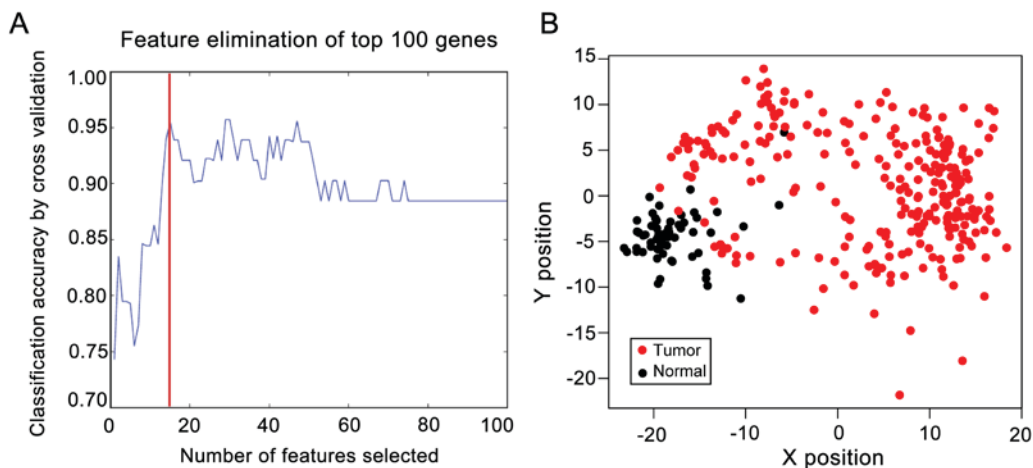 A
Feature elimination of top 100 genes
Classification accuracy by cross validation
1.00
0.95
0.90
0.85
0.80
0.75
0.70
0
20
40
60
80
100
Number of features selected
B
Y position
15
10
5
0
-5
-10
-15
-20
Tumor
Normal
-20
-10
0
10
20
X position